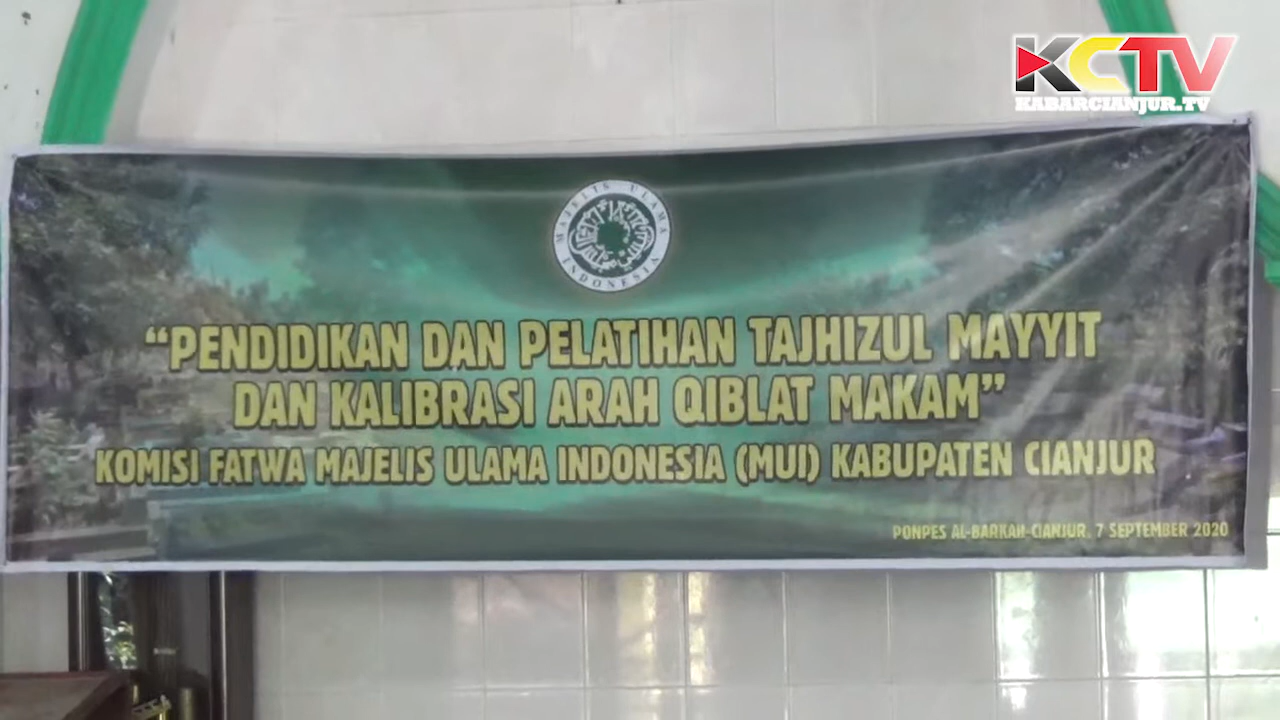 KCTV
KABARCIANJUR.TV
MAJELIS ULAMA
INDONESIA
“PENDIDIKAN DAN PELATIHAN TAJHIZUL MAYYIT
DAN KALIBRASI ARAH QIBLAT MAKAM”
KOMISI FATWA MAJELIS ULAMA INDONESIA (MUI) KABUPATEN CIANJUR
PONPES AL-BARKAH-CIANJUR, 7 SEPTEMBER 2020